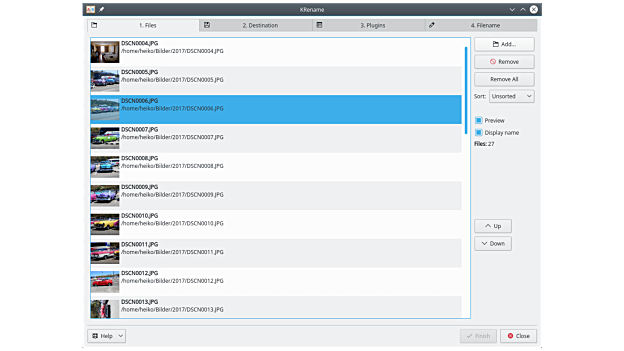 KRename
1. Files
2. Destination
3. Plugins
4. Filename
DSCN0004.JPG
/home/heiko/Bilder/2017/DSCN0004.JPG
DSCN0005.JPG
/home/heiko/Bilder/2017/DSCN0005.JPG
DSCN0006.JPG
/home/heiko/Bilder/2017/DSCN0006.JPG
DSCN0007.JPG
/home/heiko/Bilder/2017/DSCN0007.JPG
DSCN0008.JPG
/home/heiko/Bilder/2017/DSCN0008.JPG
DSCN0009.JPG
/home/heiko/Bilder/2017/DSCN0009.JPG
DSCN0010.JPG
/home/heiko/Bilder/2017/DSCN0010.JPG
DSCN0011.JPG
/home/heiko/Bilder/2017/DSCN0011.JPG
DSCN0012.JPG
/home/heiko/Bilder/2017/DSCN0012.JPG
DSCN0013.JPG
/home/heiko/Bilder/2017/DSCN0013.JPG
Add...
Remove
Remove All
Sort: Unsorted
Preview
Display name
Files: 27
Up
Down
Help
Finish
Close